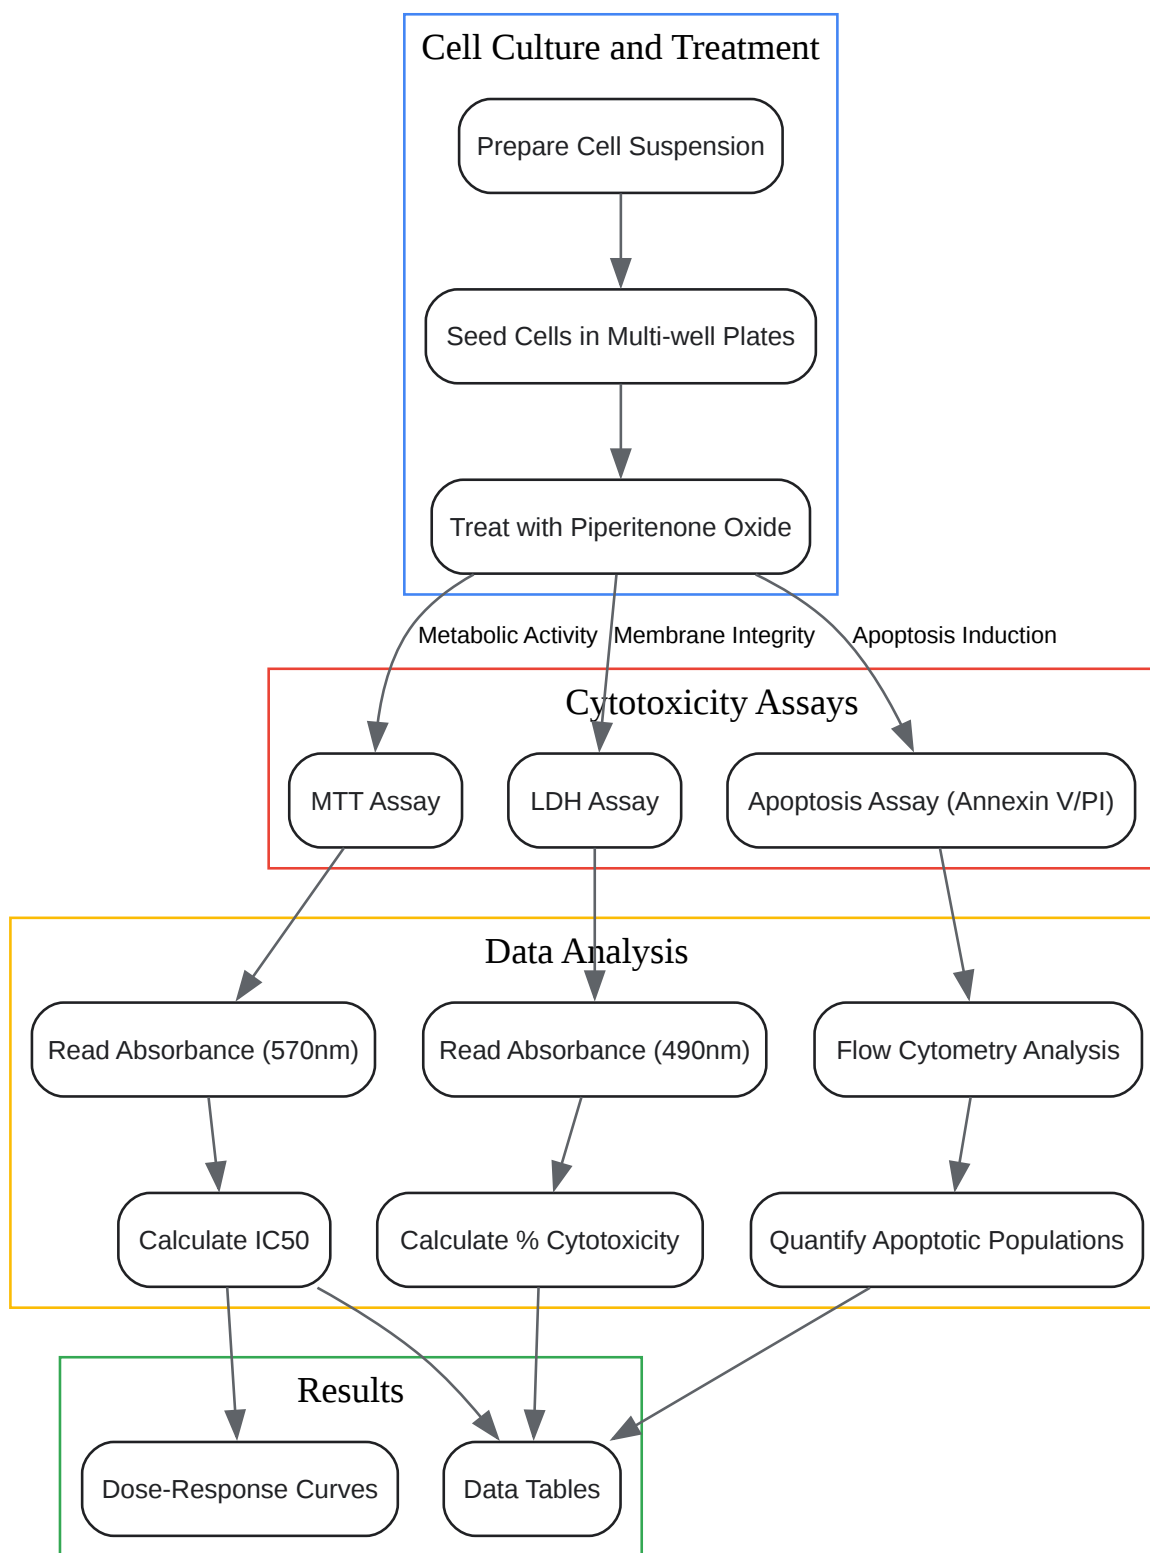 Cell Culture and Treatment
Prepare Cell Suspension
Seed Cells in Multi-well Plates
Treat with Piperitenone Oxide
Metabolic Activity
Membrane Integrity
Apoptosis Induction
Cytotoxicity Assays
MTT Assay
LDH Assay
Apoptosis Assay (Annexin V/PI)
Data Analysis
Read Absorbance (570nm)
Read Absorbance (490nm)
Flow Cytometry Analysis
Calculate IC50
Calculate % Cytotoxicity
Quantify Apoptotic Populations
Results
Dose-Response Curves
Data Tables